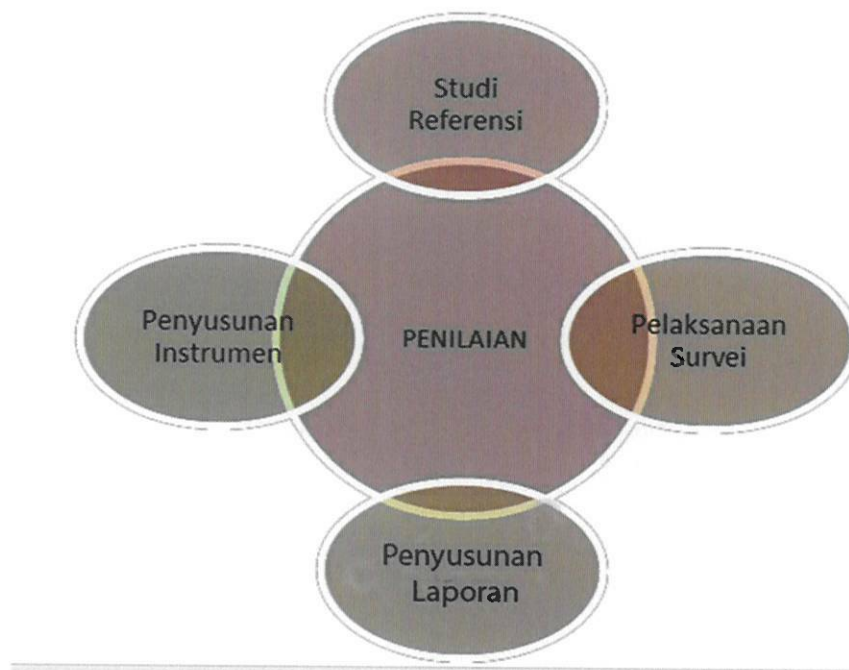 Studi
Referensi
Penyusunan
Instrumen
PENILAIAN
Pelaksanaan
Survei
Penyusunan
Laporan